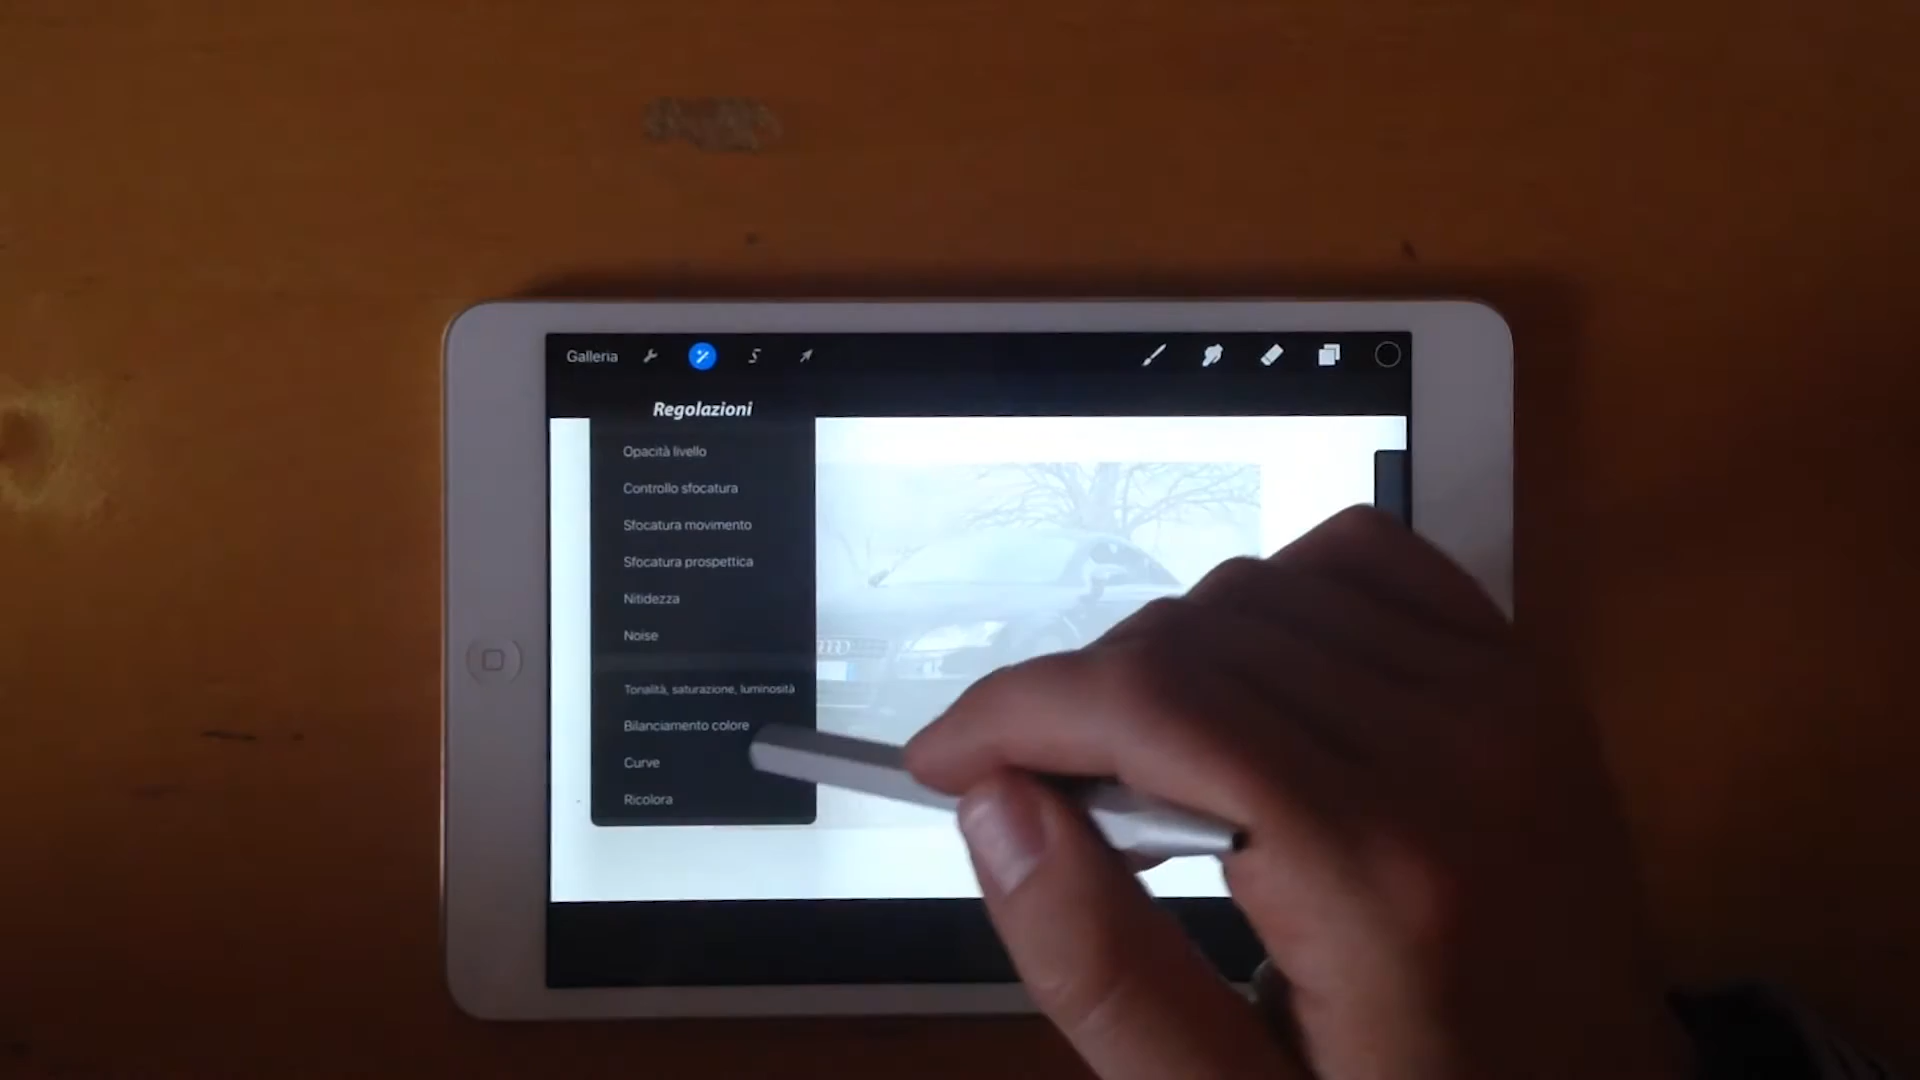 Galleria
Regolazioni
Opacità livello
Controllo sfocatura
Sfocatura movimento
Sfocatura prospettica
Nitidezza
Noise
Tonalità, saturazione, luminosità
Bilanciamento colore
Curve
Ricolora